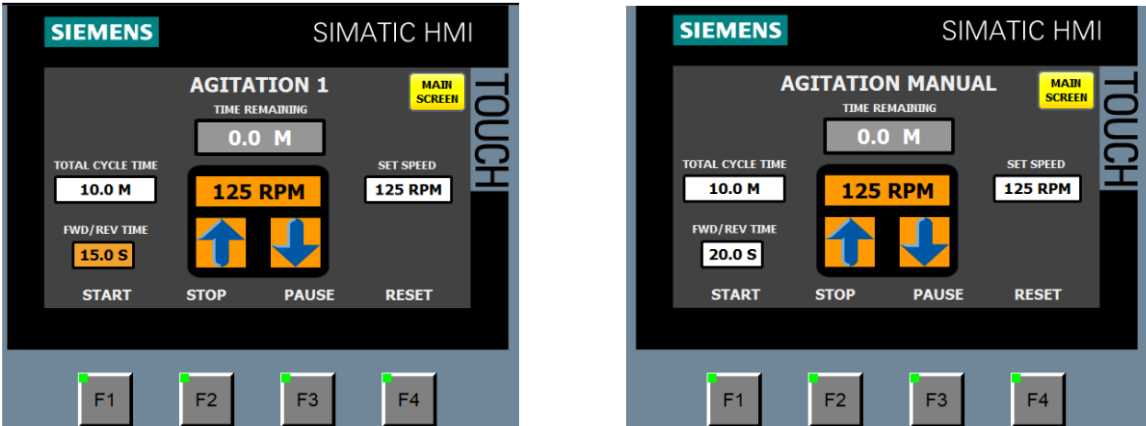 SIEMENS SIMATIC HMI
AGITATION 1
MAIN
SCREEN
TIME REMAINING
0.0 M
TOTAL CYCLE TIME
SET SPEED
10.0 M
125 RPM
125 RPM
FWD/REV TIME
15.0 S
START STOP PAUSE RESET
TOUCH
F1 F2 F3 F4
SIEMENS SIMATIC HMI
AGITATION MANUAL
MAIN
SCREEN
TIME REMAINING
0.0 M
TOTAL CYCLE TIME
SET SPEED
10.0 M
125 RPM
125 RPM
FWD/REV TIME
20.0 S
START STOP PAUSE RESET
TOUCH
F1 F2 F3 F4